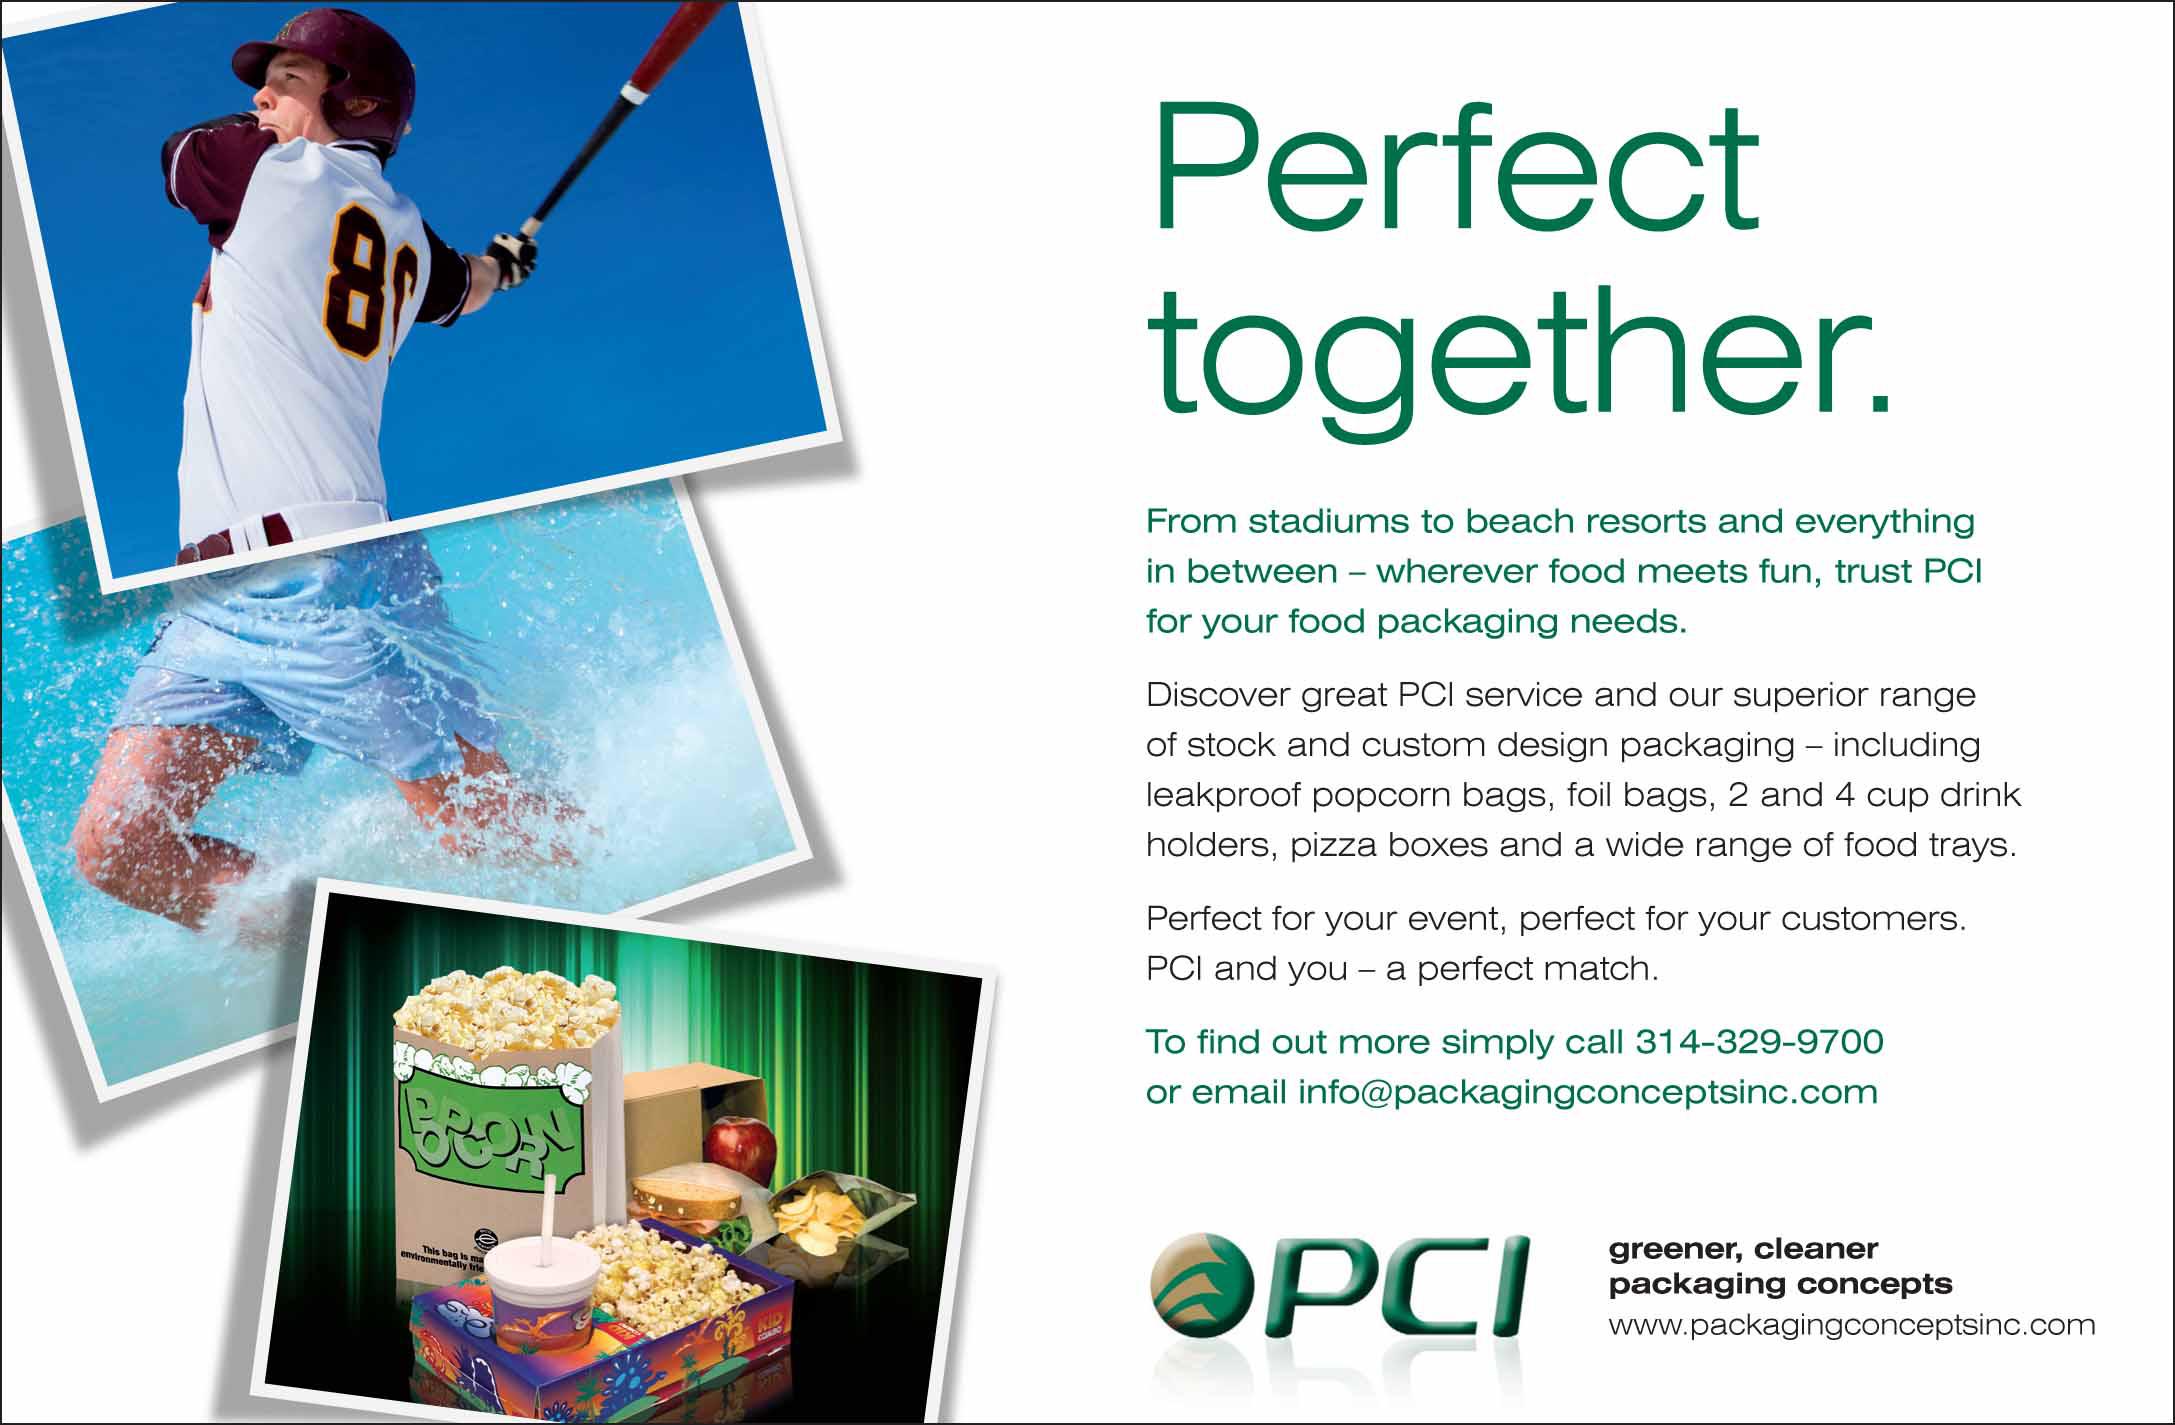 Perfect
together.
From stadiums to beach resorts and everything
in between – wherever food meets fun, trust PCI
for your food packaging needs.
Discover great PCI service and our superior range
of stock and custom design packaging – including
leakproof popcorn bags, foil bags, 2 and 4 cup drink
holders, pizza boxes and a wide range of food trays.
Perfect for your event, perfect for your customers.
PCI and you – a perfect match.
To find out more simply call 314-329-9700
or email info@packagingconceptsinc.com
PCI
greener, cleaner
packaging concepts
www.packagingconceptsinc.com
POPCORN
This bag is
environmentally
KID
COMBO